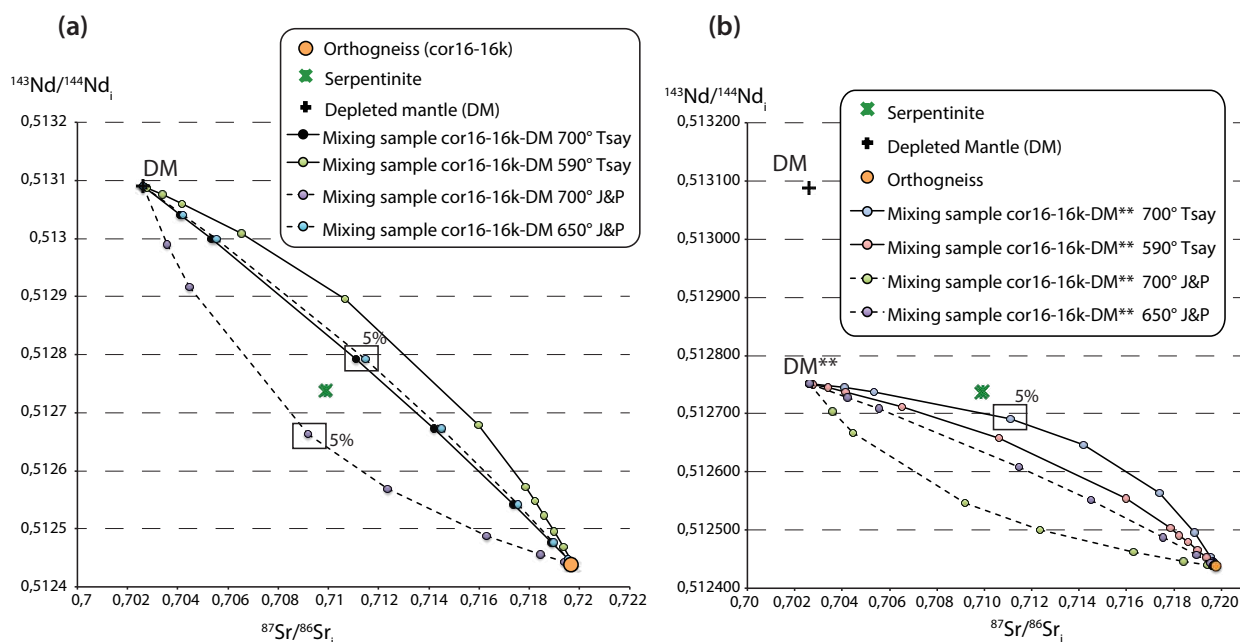 (a)
Orthogneiss (cor16-16k)
Serpentinite
Depleted mantle (DM)
Mixing sample cor16-16k-DM 700° Tsay
Mixing sample cor16-16k-DM 590° Tsay
Mixing sample cor16-16k-DM 700° J&P
Mixing sample cor16-16k-DM 650° J&P
¹⁴³Nd/¹⁴⁴Ndᵢ
0,5132
0,5131
0,513
0,5129
0,5128
0,5127
0,5126
0,5125
0,5124
DM
5%
5%
0,7 0,702 0,704 0,706 0,708 0,71 0,712 0,714 0,716 0,718 0,72 0,722
⁸⁷Sr/⁸⁶Srᵢ
(b)
¹⁴³Nd/¹⁴⁴Ndᵢ
Serpentinite
Depleted Mantle (DM)
Orthogneiss
Mixing sample cor16-16k-DM** 700° Tsay
Mixing sample cor16-16k-DM** 590° Tsay
Mixing sample cor16-16k-DM** 700° J&P
Mixing sample cor16-16k-DM** 650° J&P
0,513200
0,513100
0,513000
0,512900
0,512800
0,512700
0,512600
0,512500
0,512400
DM
DM**
5%
0,70 0,702 0,704 0,706 0,708 0,710 0,712 0,714 0,716 0,718 0,720
⁸⁷Sr/⁸⁶Srᵢ